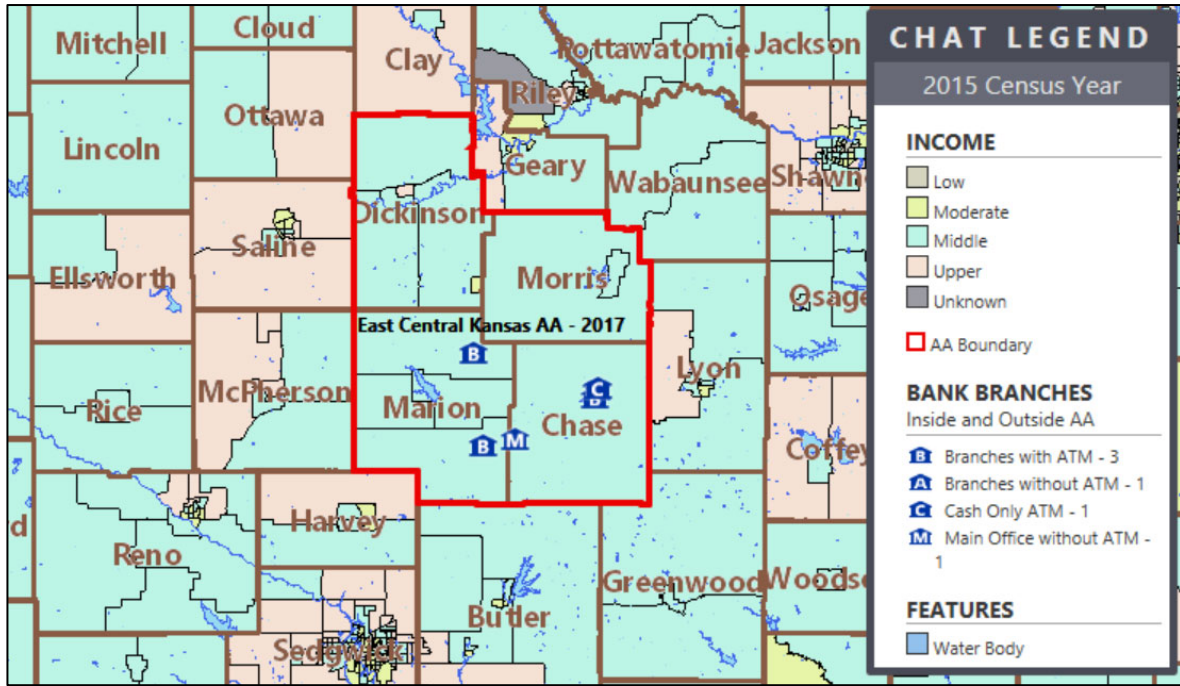 Mitchell
Cloud
Clay
Pottawatomie
Jackson
Riley
Ottawa
Lincoln
Geary
Wabaunsee
Shawn
Dickinson
Saline
Ellsworth
Morris
Osage
East Central Kansas AA - 2017
B
McPherson
Lyon
Rice
Marion
C
Chase
B
M
Coffey
d
Harvey
Reno
Greenwood
Woods
Butler
Sedgwick
CHAT LEGEND
2015 Census Year
INCOME
Low
Moderate
Middle
Upper
Unknown
AA Boundary
BANK BRANCHES
Inside and Outside AA
B Branches with ATM - 3
A Branches without ATM - 1
C Cash Only ATM - 1
M Main Office without ATM -
1
FEATURES
Water Body